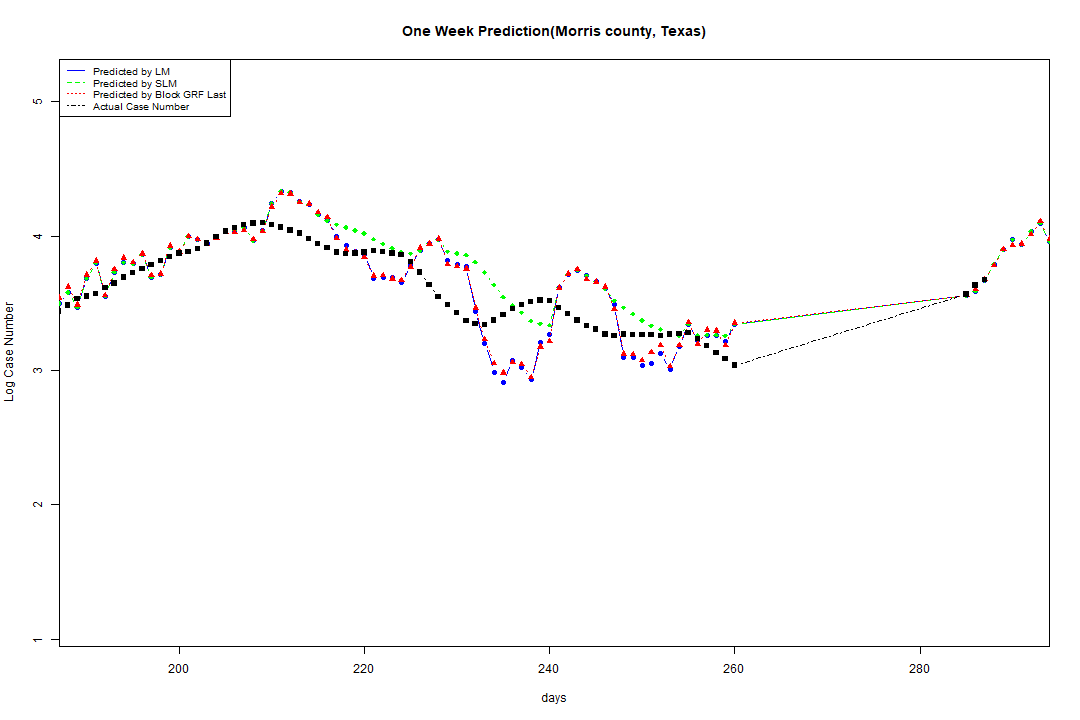 One Week Prediction(Morris county, Texas)
Predicted by LM
Predicted by SLM
Predicted by Block GRF Last
Actual Case Number
5
4
3
2
1
Log Case Number
200 220 240 260 280
days